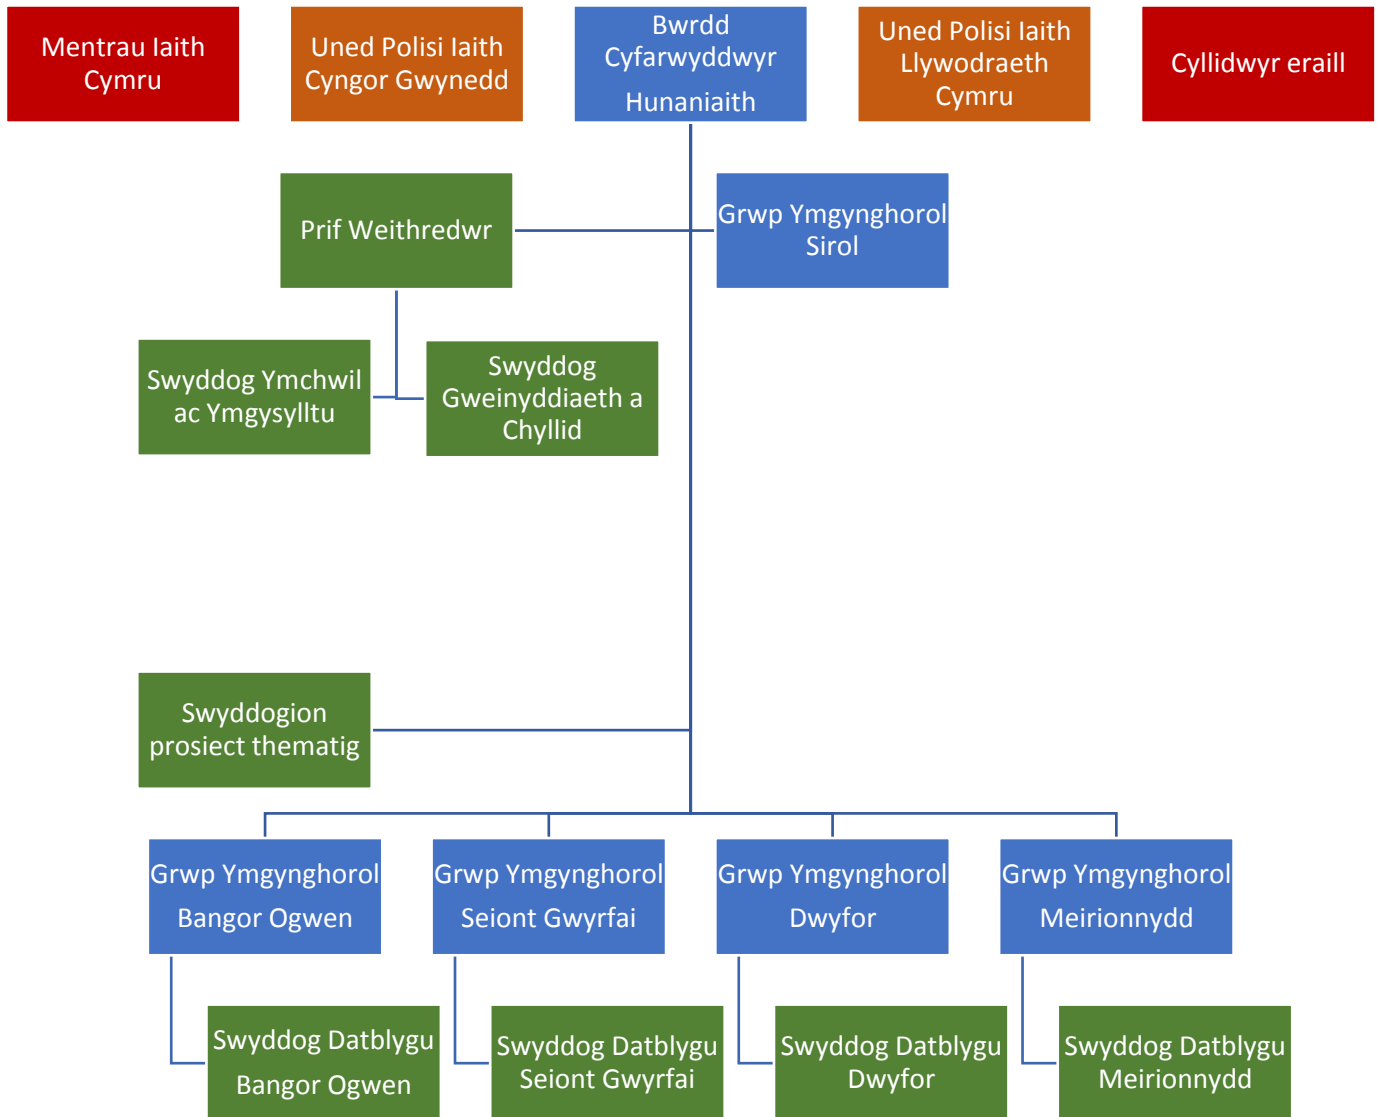 Mentrau Iaith
Cymru
Uned Polisi Iaith
Cyngor Gwynedd
Bwrdd
Cyfarwyddwyr
Hunaniaith
Uned Polisi Iaith
Llywodraeth
Cymru
Cyllidwyr eraill
Prif Weithredwr
Grwp Ymgynghorol
Sirol
Swyddog Ymchwil
ac Ymgysylltu
Swyddog
Gweinyddiaeth a
Chyllid
Swyddogion
prosiect thematig
Grwp Ymgynghorol
Bangor Ogwen
Grwp Ymgynghorol
Seiont Gwyrfai
Grwp Ymgynghorol
Dwyfor
Grwp Ymgynghorol
Meirionnydd
Swyddog Datblygu
Bangor Ogwen
Swyddog Datblygu
Seiont Gwyrfai
Swyddog Datblygu
Dwyfor
Swyddog Datblygu
Meirionnydd